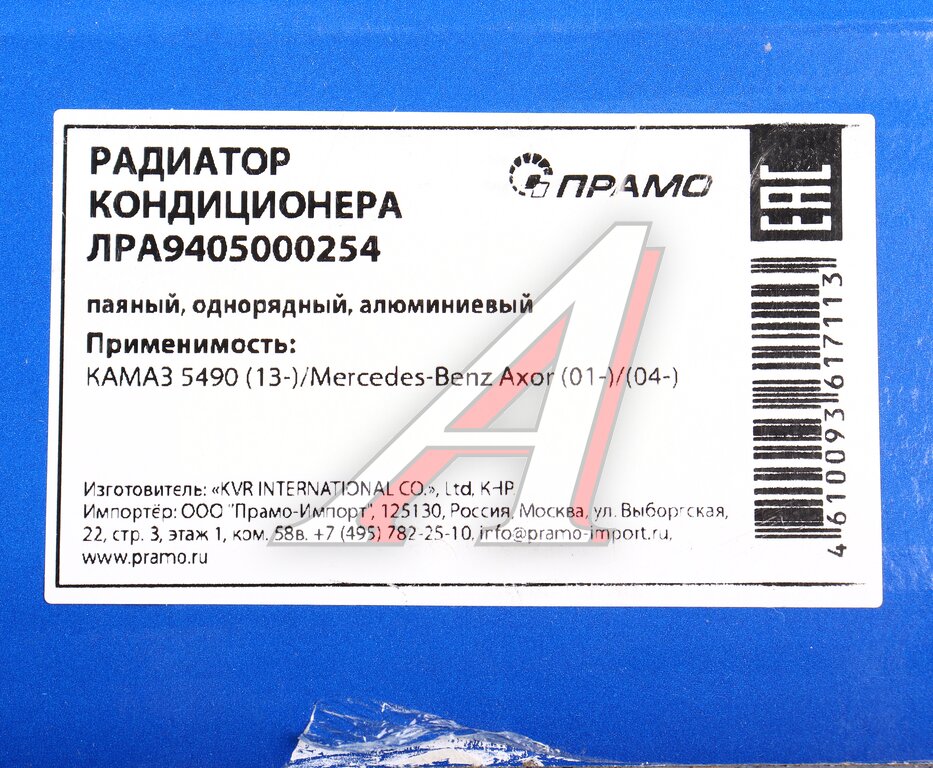 РАДИАТОР
КОНДИЦИОНЕРА
ЛРА9405000254
ПРАМО
EAC
паяный, однорядный, алюминиевый
Применимость:
КАМАЗ 5490 (13-)/Mercedes-Benz Axor (01-)/(04-)
Изготовитель: «KVR INTERNATIONAL CO.», Ltd, КНР.
Импортёр: ООО "Прамо-Импорт", 125130, Россия, Москва, ул. Выборгская,
22, стр. 3, этаж 1, ком. 58в. +7 (495) 782-25-10, info@pramo-import.ru,
www.pramo.ru
4610093617113